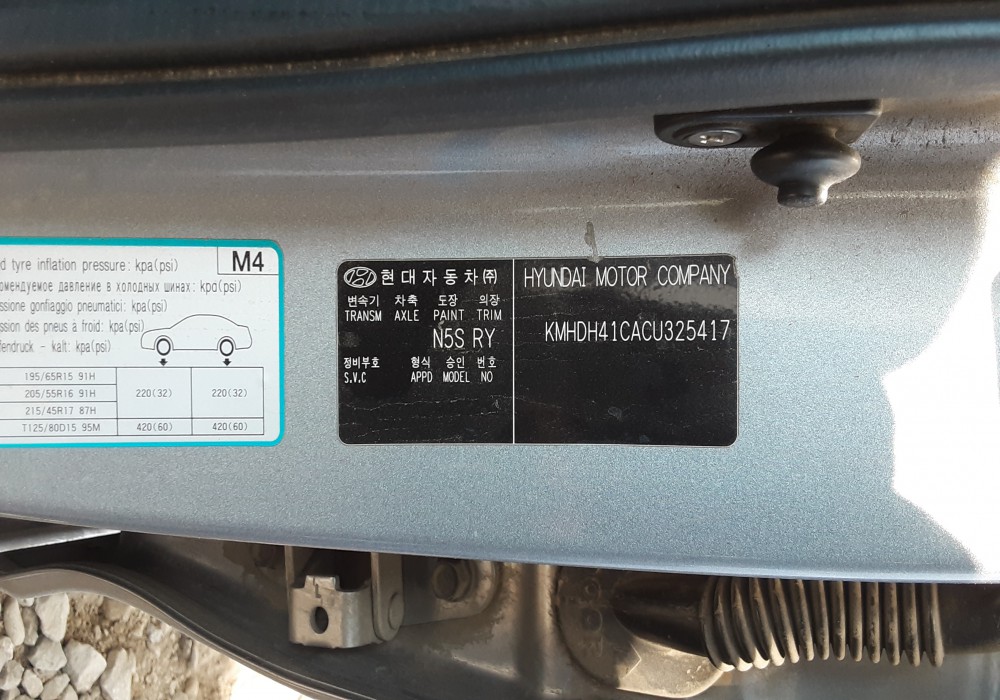 M4
d tyre inflation pressure: kpa(psi)
омендуемое давление в холодных шинах: kpa(psi)
ssione gonfiaggio pneumatici: kpa(psi)
ssion des pneus a froid: kpa(psi)
fendruck - kalt: kpa(psi)
195/65R15 91H
205/55R16 91H 220(32) 220(32)
215/45R17 87H
T125/80D15 95M 420(60) 420(60)
현대자동차㈜
변속기 차축 도장 의장
TRANSM AXLE PAINT TRIM
N5S RY
정비부호 형식 승인 번호
S.V.C APPD MODEL NO
HYUNDAI MOTOR COMPANY
KMHDH41CACU325417